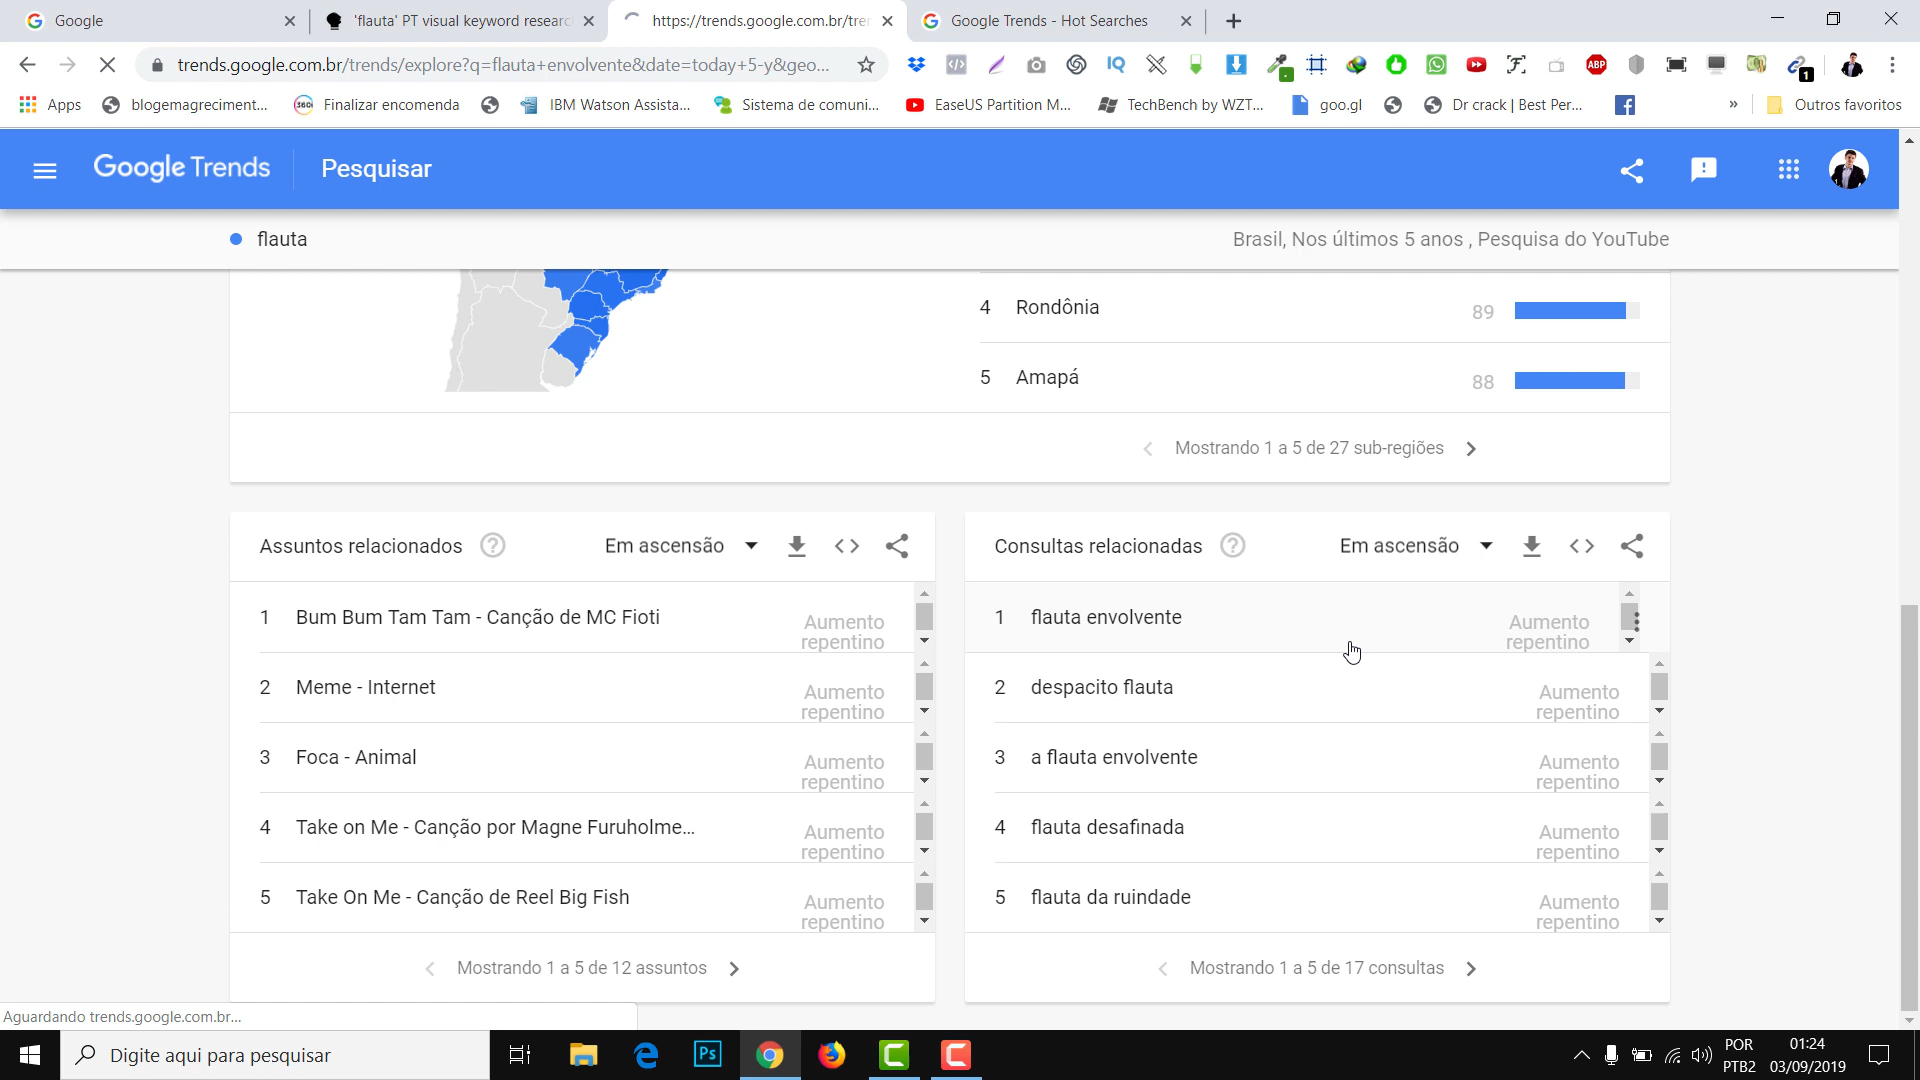 Google
'flauta' PT visual keyword researc
https://trends.google.com.br/tre
Google Trends - Hot Searches
trends.google.com.br/trends/explore?q=flauta+envolvente&date=today+5-y&geo...
IQ
ABP
1
Apps
blogemagreciment...
360
Finalizar encomenda
IBM Watson Assista...
Sistema de comuni...
EaseUS Partition M...
TechBench by WZT...
goo.gl
Dr crack | Best Per...
»
Outros favoritos
Google Trends
Pesquisar
flauta
Brasil, Nos últimos 5 anos , Pesquisa do YouTube
4 Rondônia 89
5 Amapá 88
Mostrando 1 a 5 de 27 sub-regiões
Assuntos relacionados
Em ascensão
1 Bum Bum Tam Tam - Canção de MC Fioti
Aumento
repentino
2 Meme - Internet
Aumento
repentino
3 Foca - Animal
Aumento
repentino
4 Take on Me - Canção por Magne Furuholme...
Aumento
repentino
5 Take On Me - Canção de Reel Big Fish
Aumento
repentino
Mostrando 1 a 5 de 12 assuntos
Consultas relacionadas
Em ascensão
1 flauta envolvente
Aumento
repentino
2 despacito flauta
Aumento
repentino
3 a flauta envolvente
Aumento
repentino
4 flauta desafinada
Aumento
repentino
5 flauta da ruindade
Aumento
repentino
Mostrando 1 a 5 de 17 consultas
Aguardando trends.google.com.br...
Digite aqui para pesquisar
Ps
POR
PTB2
01:24
03/09/2019